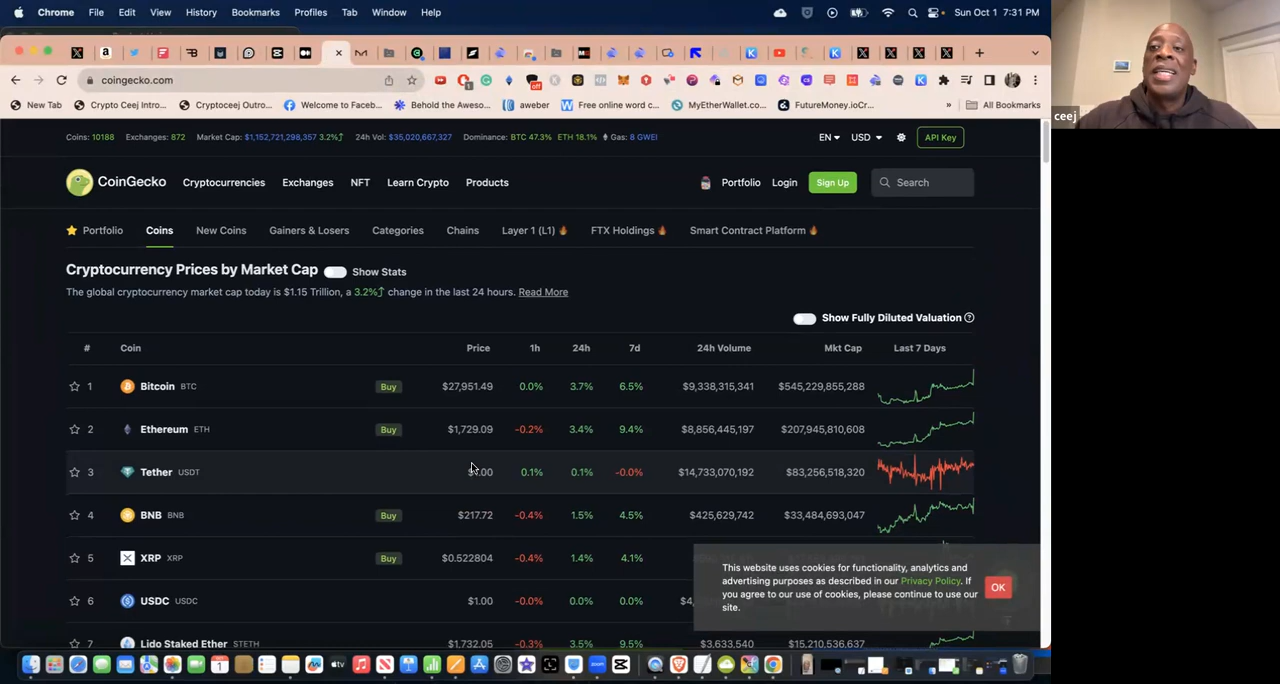 Chrome File Edit View History Bookmarks Profiles Tab Window Help Sun Oct 1 7:31 PM
coingecko.com
New Tab Crypto Ceej Intro... Cryptoceej Outro... Welcome to Faceb... Behold the Aweso... aweber Free online word c... MyEtherWallet.co... FutureMoney.ioCr... » All Bookmarks
Coins: 10188 Exchanges: 872 Market Cap: $1,152,721,298,357 3.2% 24h Vol: $35,020,667,327 Dominance: BTC 47.3% ETH 18.1% Gas: 8 GWEI EN USD API Key
CoinGecko Cryptocurrencies Exchanges NFT Learn Crypto Products Portfolio Login Sign Up Search
Portfolio Coins New Coins Gainers & Losers Categories Chains Layer 1 (L1) FTX Holdings Smart Contract Platform
Cryptocurrency Prices by Market Cap Show Stats
The global cryptocurrency market cap today is $1.15 Trillion, a 3.2% change in the last 24 hours. Read More
Show Fully Diluted Valuation
# Coin Price 1h 24h 7d 24h Volume Mkt Cap Last 7 Days
1 Bitcoin BTC Buy $27,951.49 0.0% 3.7% 6.5% $9,338,315,341 $545,229,855,288
2 Ethereum ETH Buy $1,729.09 -0.2% 3.4% 9.4% $8,856,445,197 $207,945,810,608
3 Tether USDT $1.00 0.1% 0.1% -0.0% $14,733,070,192 $83,256,518,320
4 BNB BNB Buy $217.72 -0.4% 1.5% 4.5% $425,629,742 $33,484,693,047
5 XRP XRP Buy $0.522804 -0.4% 1.4% 4.1%
6 USDC USDC $1.00 -0.0% 0.0% 0.0%
7 Lido Staked Ether STETH $1,732.05 -0.3% 3.5% 9.5% $3,633,540 $15,210,536,637
This website uses cookies for functionality, analytics and
advertising purposes as described in our Privacy Policy. If
you agree to our use of cookies, please continue to use our
site.
OK
ceej